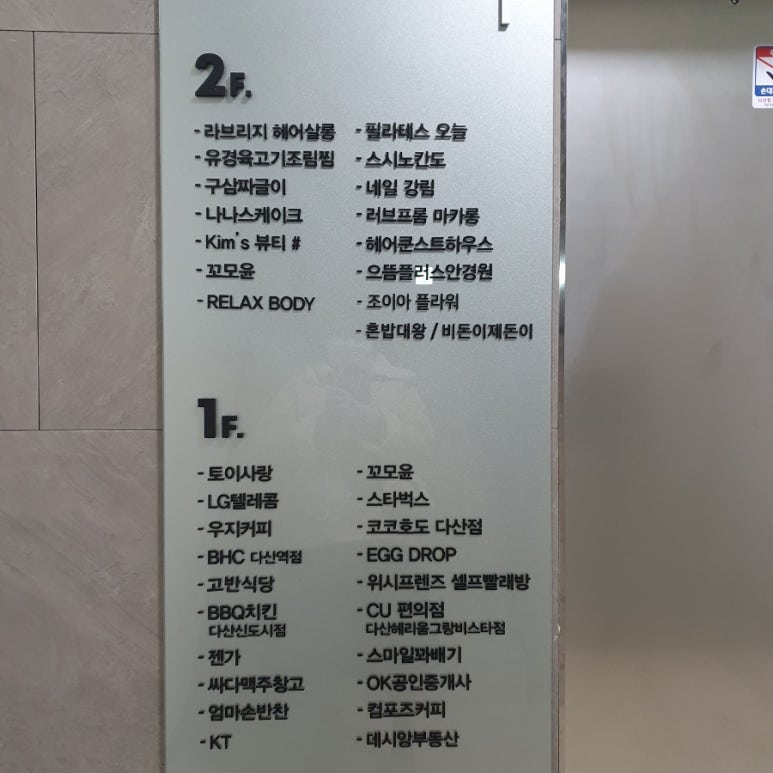 2F.
- 라브리지 헤어살롱
- 유경육고기조림찜
- 구삼짜글이
- 나나스케이크
- Kim's 뷰티 #
- 꼬모윤
- RELAX BODY
- 필라테스 오늘
- 스시노칸도
- 네일 강림
- 러브프롬 마카롱
- 헤어쿤스트하우스
- 으뜸플러스안경원
- 조이아 플라워
- 혼밥대왕 / 비돈이제돈이
1F.
- 토이사랑
- LG텔레콤
- 우지커피
- BHC 다산역점
- 고반식당
- BBQ치킨
다산신도시점
- 젠가
- 싸다맥주창고
- 엄마손반찬
- KT
- 꼬모윤
- 스타벅스
- 코코호도 다산점
- EGG DROP
- 위시프렌즈 셀프빨래방
- CU 편의점
다산헤리움그랑비스타점
- 스마일꽈배기
- OK공인중개사
- 컴포즈커피
- 데시앙부동산
손대